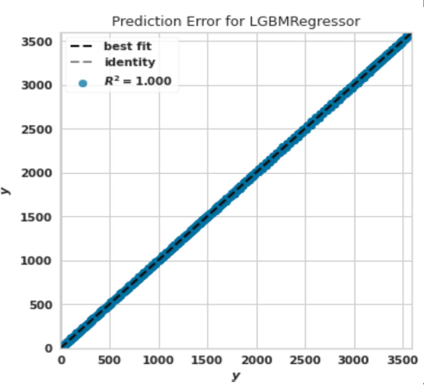 Prediction Error for LGBMRegressor
3500
3000
2500
2000
1500
1000
500
0
best fit
identity
R² = 1.000
y
0 500 1000 1500 2000 2500 3000 3500
y